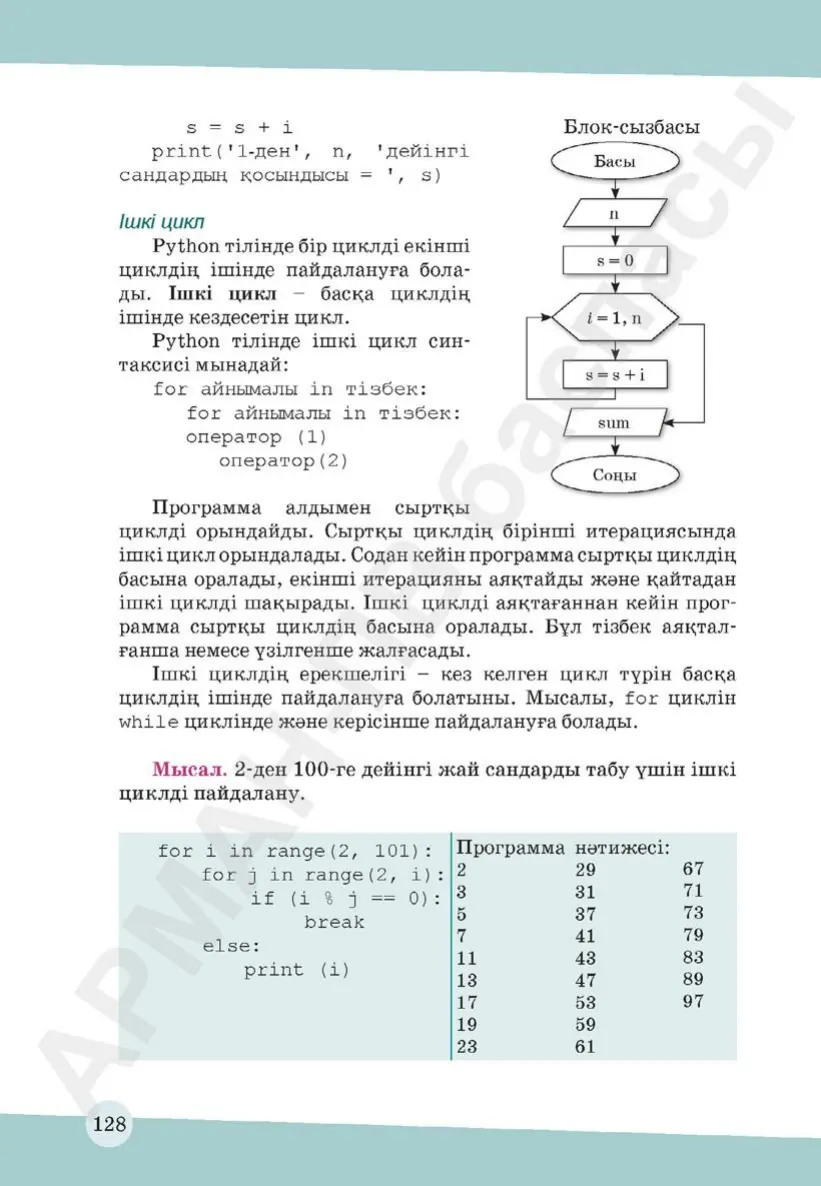 s = s + i
print('1-ден', n, 'дейінгі
сандардың қосындысы = ', s)
Ішкі цикл
Python тілінде бір циклді екінші
циклдің ішінде пайдалануға бола-
ды. Ішкі цикл – басқа циклдің
ішінде кездесетін цикл.
Python тілінде ішкі цикл син-
таксисі мынадай:
for айнымалы in тізбек:
for айнымалы in тізбек:
оператор (1)
оператор(2)
Блок-сызбасы
Басы
n
s = 0
i = 1, n
s = s + i
sum
Соңы
Программа алдымен сыртқы
циклді орындайды. Сыртқы циклдің бірінші итерациясында
ішкі цикл орындалады. Содан кейін программа сыртқы циклдің
басына оралады, екінші итерацияны аяқтайды және қайтадан
ішкі циклді шақырады. Ішкі циклді аяқтағаннан кейін прог-
рамма сыртқы циклдің басына оралады. Бұл тізбек аяқтал-
ғанша немесе үзілгенше жалғасады.
Ішкі циклдің ерекшелігі – кез келген цикл түрін басқа
циклдің ішінде пайдалануға болатыны. Мысалы, for циклін
while циклінде және керісінше пайдалануға болады.
Мысал. 2-ден 100-ге дейінгі жай сандарды табу үшін ішкі
циклді пайдалану.
for i in range(2, 101):
for j in range(2, i):
if (i % j == 0):
break
else:
print (i)
Программа нәтижесі:
2 29 67
3 31 71
5 37 73
7 41 79
11 43 83
13 47 89
17 53 97
19 59
23 61
128
АРМАН-ПВ баспасы